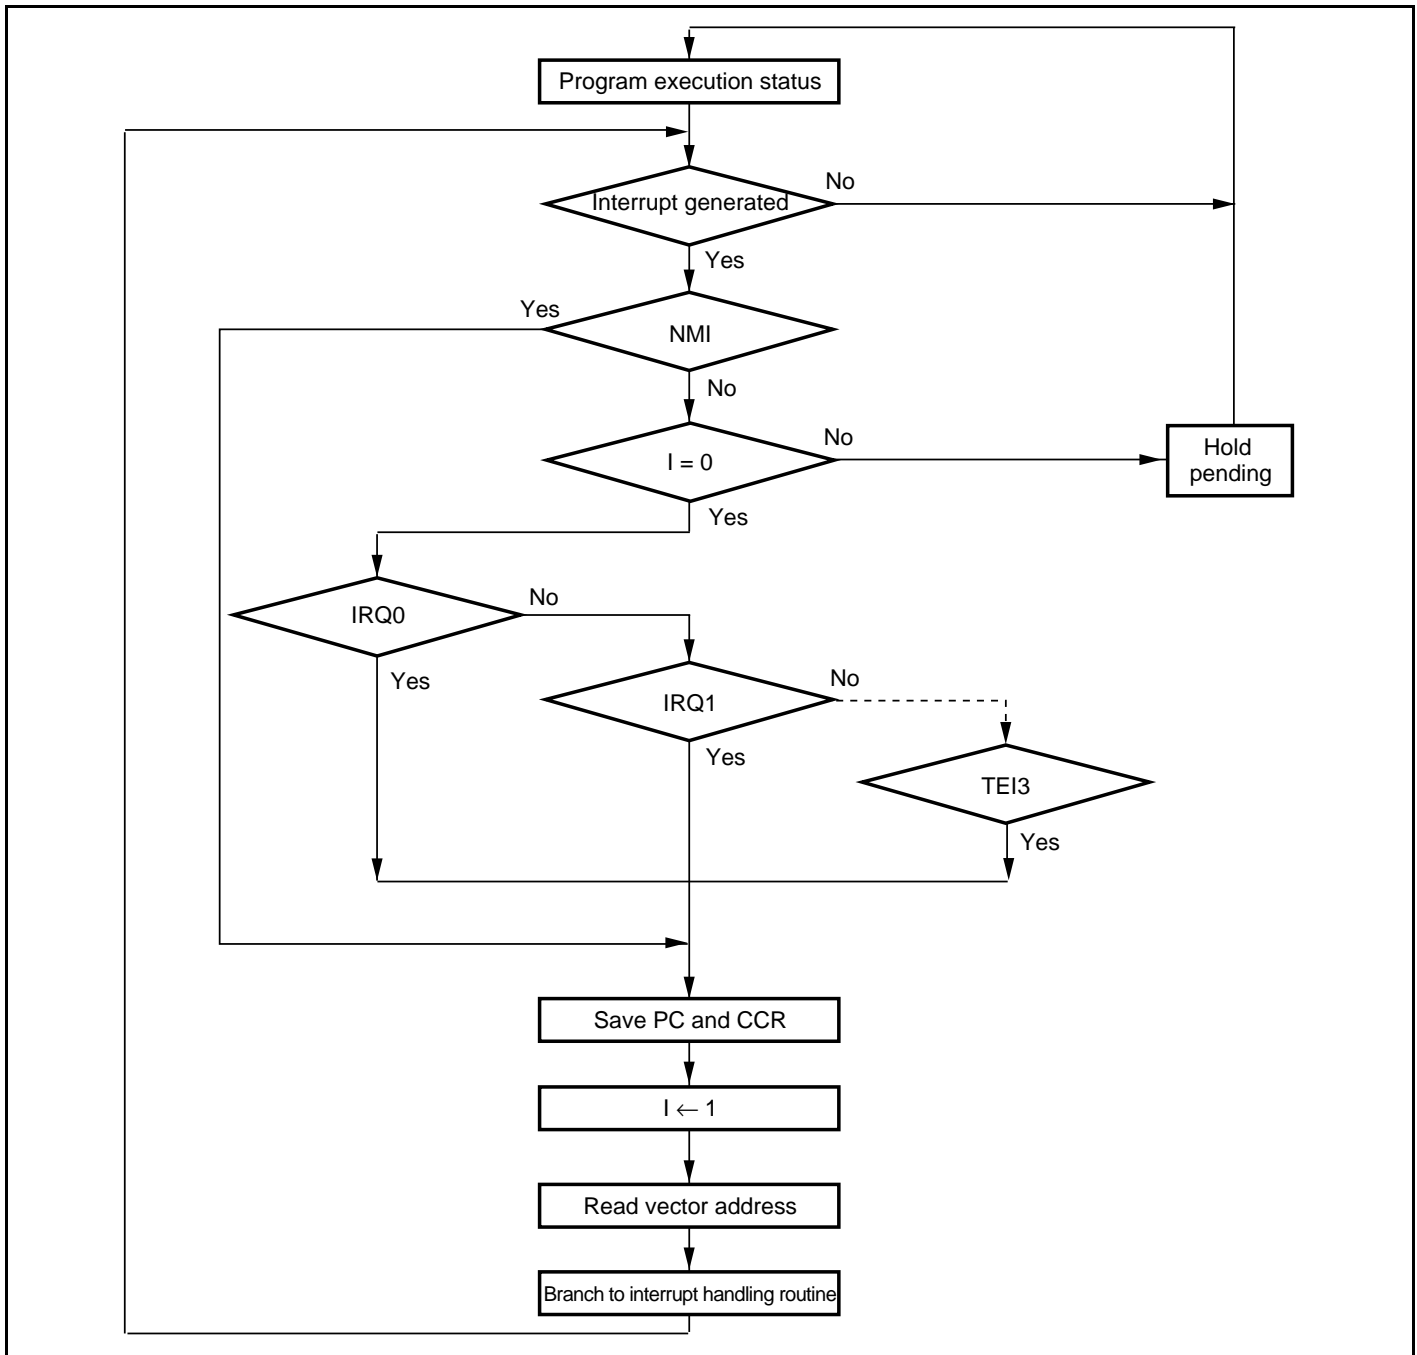 Program execution status
Interrupt generated
No
Yes
Yes
NMI
No
I = 0
No
Hold
pending
Yes
IRQ0
No
Yes
IRQ1
No
Yes
TEI3
Yes
Save PC and CCR
I ← 1
Read vector address
Branch to interrupt handling routine